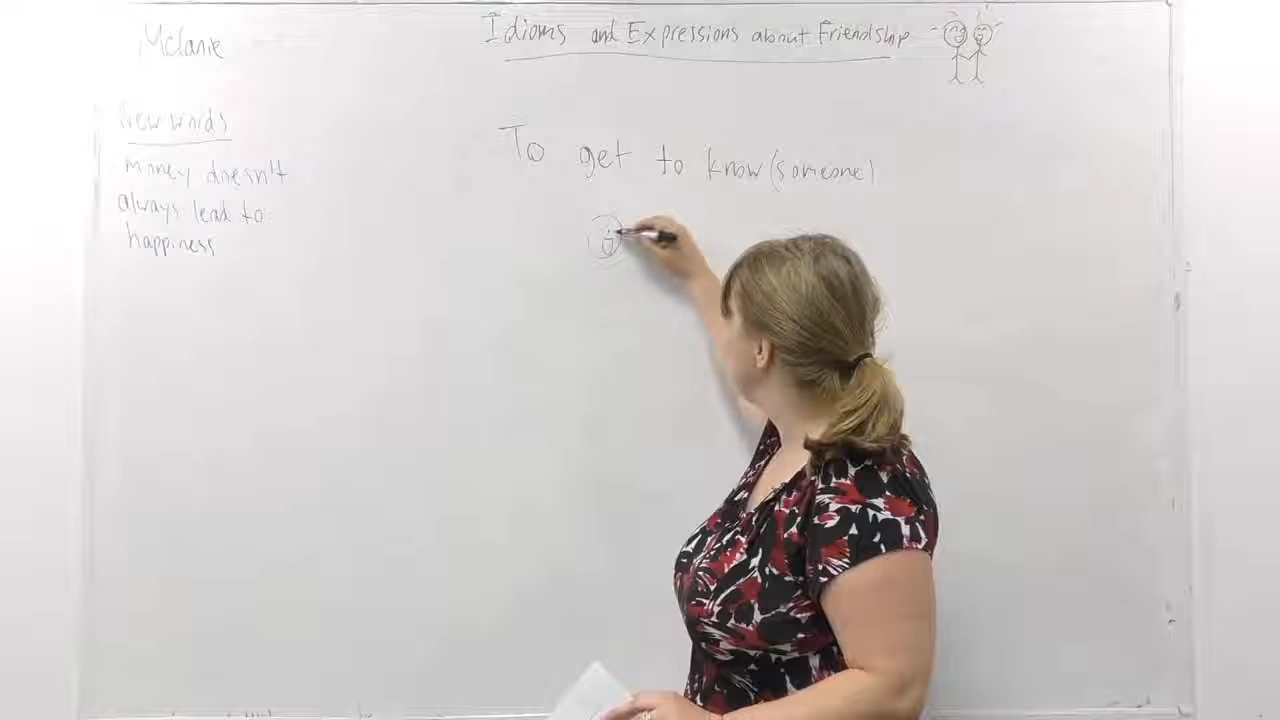 Melanie
Idioms and Expressions about Friendship
New words
Money doesn't
always lead to
happiness
To get to know (someone)